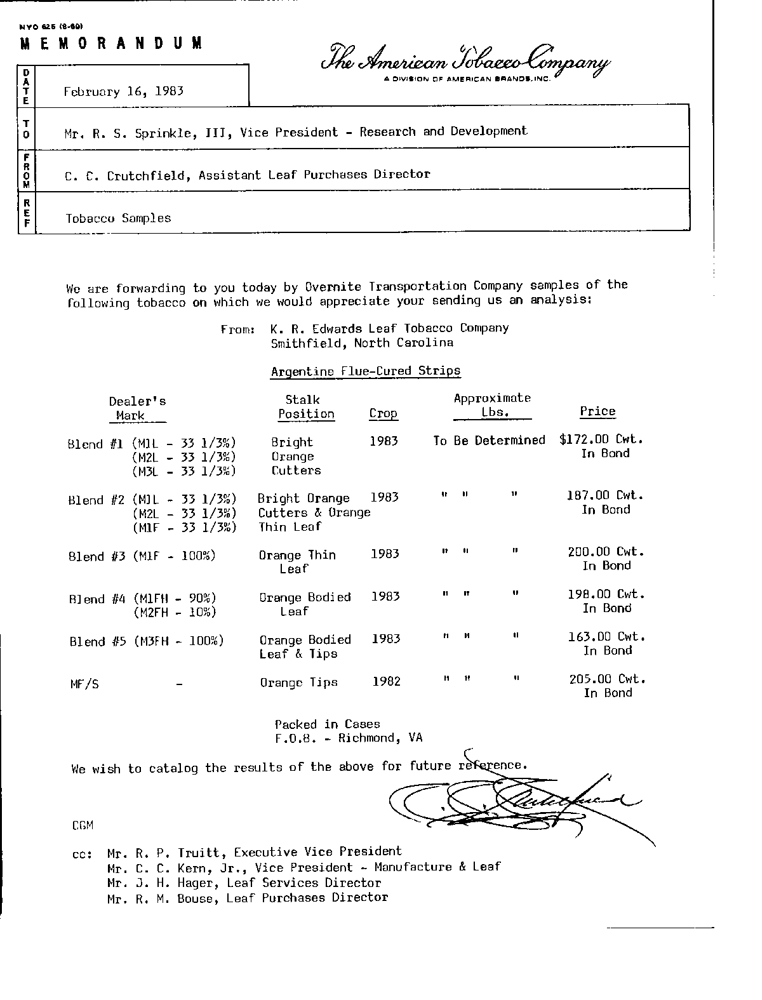 NYO 625 (8-69)
MEMORANDUM
The American Tobacco Company
A DIVISION OF AMERICAN BRANDS, INC.
DATE February 16, 1983
TO Mr. R. S. Sprinkle, III, Vice President - Research and Development
FROM C. C. Crutchfield, Assistant Leaf Purchases Director
REF Tobacco Samples
We are forwarding to you today by Overnite Transportation Company samples of the
following tobacco on which we would appreciate your sending us an analysis:
From: K. R. Edwards Leaf Tobacco Company
Smithfield, North Carolina
Argentine Flue-Cured Strips
Dealer's Stalk Approximate
Mark Position Crop Lbs. Price
Blend #1 (M1L - 33 1/3%) Bright 1983 To Be Determined $172.00 Cwt.
(M2L - 33 1/3%) Orange In Bond
(M3L - 33 1/3%) Cutters
Blend #2 (M1L - 33 1/3%) Bright Orange 1983 " " " 187.00 Cwt.
(M2L - 33 1/3%) Cutters & Orange In Bond
(M1F - 33 1/3%) Thin Leaf
Blend #3 (M1F - 100%) Orange Thin 1983 " " " 200.00 Cwt.
Leaf In Bond
Blend #4 (M1FH - 90%) Orange Bodied 1983 " " " 198.00 Cwt.
(M2FH - 10%) Leaf In Bond
Blend #5 (M3FH - 100%) Orange Bodied 1983 " " " 163.00 Cwt.
Leaf & Tips In Bond
MF/S - Orange Tips 1982 " " " 205.00 Cwt.
In Bond
Packed in Cases
F.O.B. - Richmond, VA
We wish to catalog the results of the above for future reference.
C. C. Crutchfield
CGM
cc: Mr. R. P. Truitt, Executive Vice President
Mr. C. C. Kern, Jr., Vice President - Manufacture & Leaf
Mr. J. H. Hager, Leaf Services Director
Mr. R. M. Bouse, Leaf Purchases Director